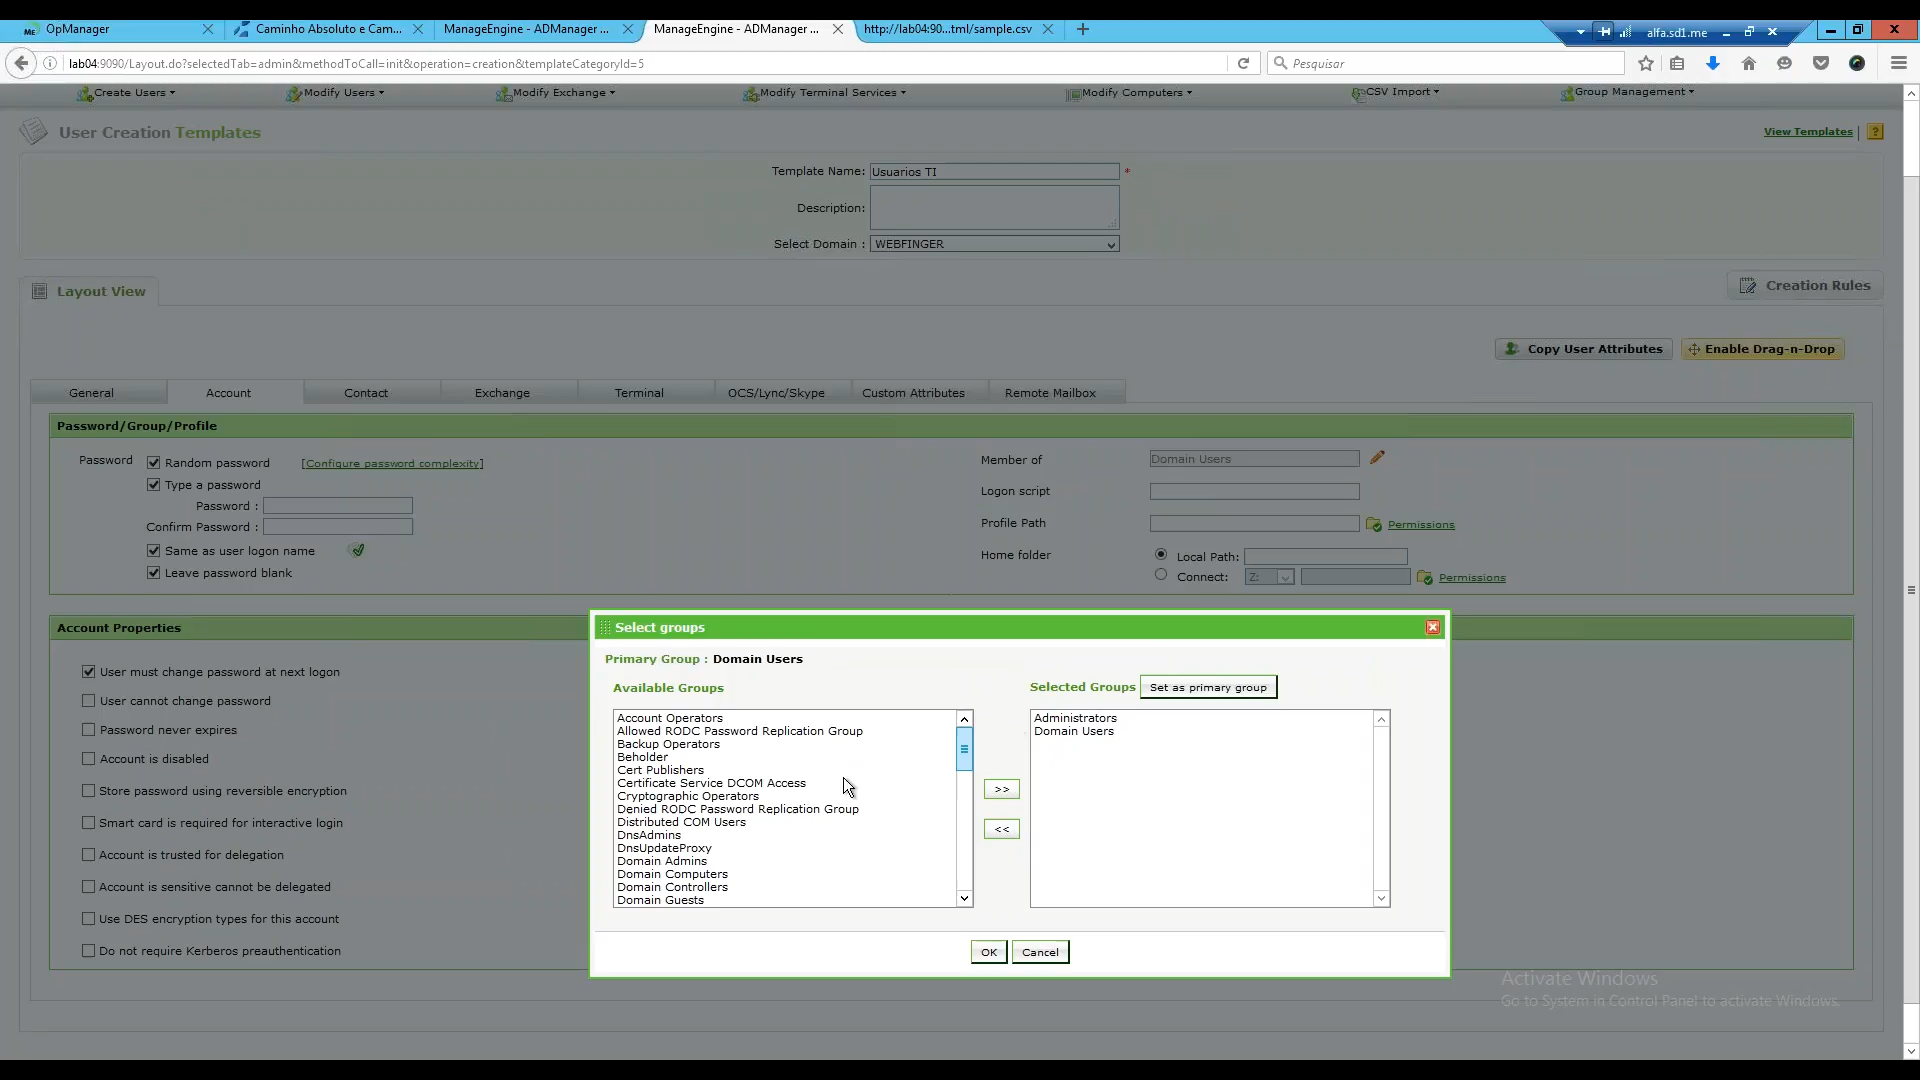 OpManager
Caminho Absoluto e Cam...
ManageEngine - ADManager ...
ManageEngine - ADManager ...
http://lab04:90...tml/sample.csv
alfa.sd1.me
lab04:9090/Layout.do?selectedTab=admin&methodToCall=init&operation=creation&templateCategoryId=5
Pesquisar
Create Users
Modify Users
Modify Exchange
Modify Terminal Services
Modify Computers
CSV Import
Group Management
User Creation Templates
View Templates
?
Template Name: Usuarios TI *
Description:
Select Domain : WEBFINGER
Layout View
Creation Rules
Copy User Attributes
Enable Drag-n-Drop
General
Account
Contact
Exchange
Terminal
OCS/Lync/Skype
Custom Attributes
Remote Mailbox
Password/Group/Profile
Password
Random password [Configure password complexity]
Type a password
Password :
Confirm Password :
Same as user logon name
Leave password blank
Member of Domain Users
Logon script
Profile Path Permissions
Home folder Local Path:
Connect: Z: Permissions
Account Properties
User must change password at next logon
User cannot change password
Password never expires
Account is disabled
Store password using reversible encryption
Smart card is required for interactive login
Account is trusted for delegation
Account is sensitive cannot be delegated
Use DES encryption types for this account
Do not require Kerberos preauthentication
Select groups
Primary Group : Domain Users
Available Groups
Account Operators
Allowed RODC Password Replication Group
Backup Operators
Beholder
Cert Publishers
Certificate Service DCOM Access
Cryptographic Operators
Denied RODC Password Replication Group
Distributed COM Users
DnsAdmins
DnsUpdateProxy
Domain Admins
Domain Computers
Domain Controllers
Domain Guests
>>
<<
Selected Groups
Set as primary group
Administrators
Domain Users
OK
Cancel
Activate Windows
Go to System in Control Panel to activate Windows.